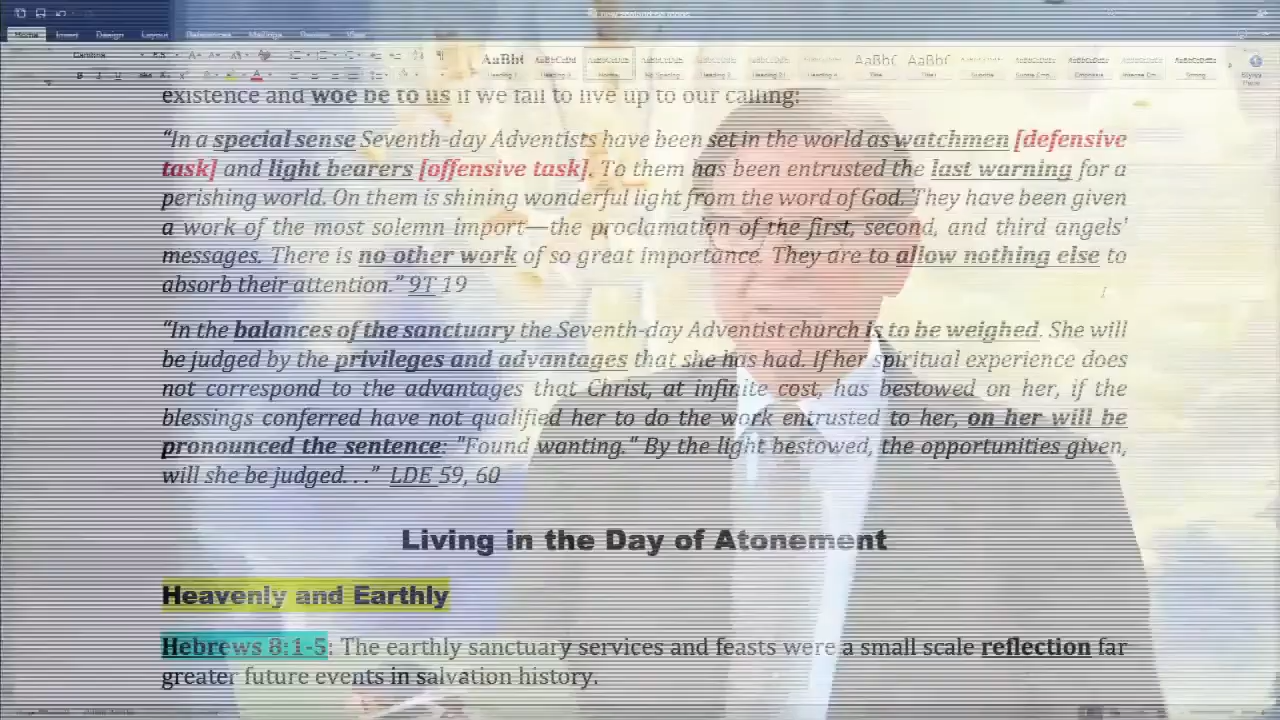 Home Insert Design Layout References Mailings Review View
existence and woe be to us if we fail to live up to our calling:
“In a special sense Seventh-day Adventists have been set in the world as watchmen [defensive
task] and light bearers [offensive task]. To them has been entrusted the last warning for a
perishing world. On them is shining wonderful light from the word of God. They have been given
a work of the most solemn import—the proclamation of the first, second, and third angels'
messages. There is no other work of so great importance. They are to allow nothing else to
absorb their attention.” 9T 19
“In the balances of the sanctuary the Seventh-day Adventist church is to be weighed. She will
be judged by the privileges and advantages that she has had. If her spiritual experience does
not correspond to the advantages that Christ, at infinite cost, has bestowed on her, if the
blessings conferred have not qualified her to do the work entrusted to her, on her will be
pronounced the sentence: "Found wanting." By the light bestowed, the opportunities given,
will she be judged. . .” LDE 59, 60
Living in the Day of Atonement
Heavenly and Earthly
Hebrews 8:1-5: The earthly sanctuary services and feasts were a small scale reflection far
greater future events in salvation history.